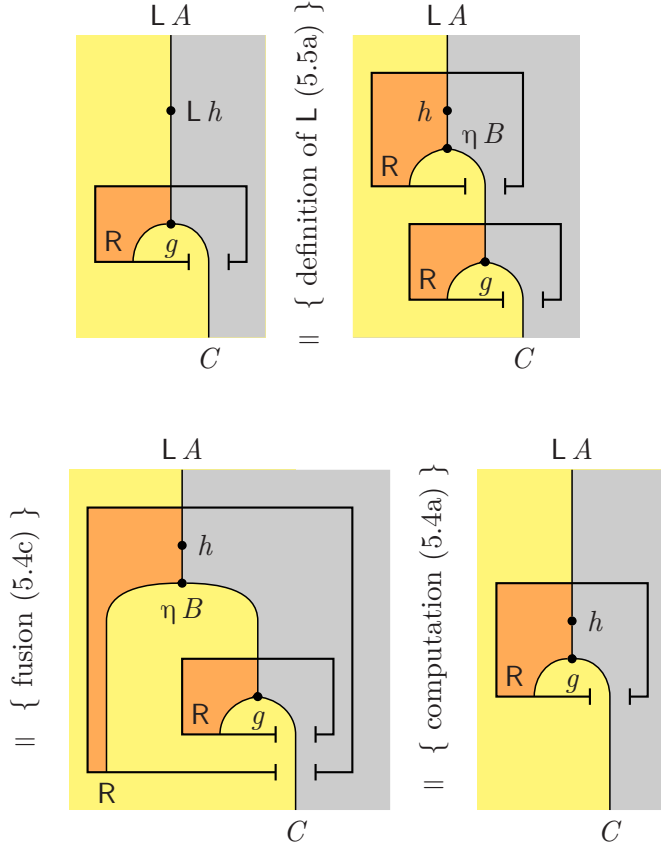 L A
L h
R
g
C
= { definition of L (5.5a) }
L A
h
η B
R
R
g
C
= { fusion (5.4c) }
L A
h
η B
R
g
R
C
= { computation (5.4a) }
L A
h
R
g
C